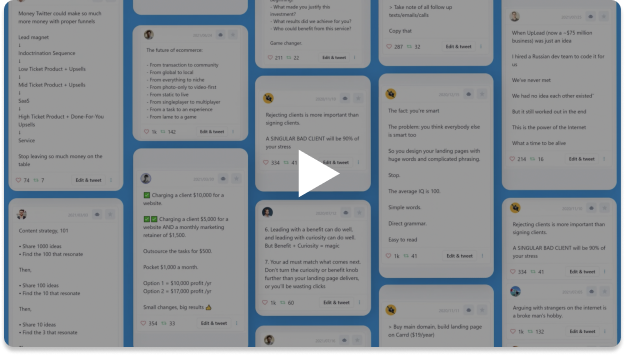 Money Twitter could make so much
more money with proper funnels
Lead magnet
↓
Indoctrination Sequence
↓
Low Ticket Product + Upsells
↓
Mid Ticket Product + Upsells
↓
SaaS
↓
High Ticket Product + Done-For-You
Upsells
↓
Service
Stop leaving so much money on the
table
74 7 Edit & tweet
Content strategy, 101
+ Share 1000 ideas
+ Find the 100 that resonate
Then,
+ Share 100 ideas
+ Find the 10 that resonate
Then,
+ Share 10 ideas
+ Find the 3 that resonate
The future of ecommerce:
- From transaction to community
- From global to local
- From everything to niche
- From photo-only to video-first
- From static to live
- From singleplayer to multiplayer
- From a task to an experience
- From lame to a game
1k 142 Edit & tweet
Charging a client $10,000 for a
website.
Charging a client $5,000 for a
website AND a monthly marketing
retainer of $1,500.
Outsource the tasks for $500.
Pocket $1,000 a month.
Option 1 = $10,000 profit /yr
Option 2 = $17,000 profit /yr
Small changes, big results
354 33 Edit & tweet
- What made you justify this
investment?
- What results did we achieve for you?
- Who could benefit from this service?
Game changer.
271 22 Edit & tweet
Rejecting clients is more important than
signing clients.
A SINGULAR BAD CLIENT will be 90% of
your stress
334 41
6. Leading with a benefit can do well,
and leading with curiosity can do well.
But Benefit + Curiosity = magic
7. Your ad must match what comes next.
Don't turn the curiosity or benefit knob
further than your landing page delivers,
or you'll be wasting clicks
1k 60 Edit & tweet
> Take note of all follow up
texts/emails/calls
Copy that
287 32 Edit & tweet
The fact: you're smart
The problem: you think everybody else
is smart too
So you design your landing pages with
huge words and complicated phrasing.
Stop.
The average IQ is 100.
Simple words.
Direct grammar.
Easy to read
1k 41 Edit & tweet
+ Buy main domain, build landing page
on Carrd ($19/year)
When UpLead (now a ~$75 million
business) was just an idea
I hired a Russian dev team to code it for
us
We've never met
We had no idea each other existed
But it still worked out in the end
This is the power of the Internet
What a time to be alive
214 16 Edit & tweet
Rejecting clients is more important than
signing clients.
A SINGULAR BAD CLIENT will be 90% of
your stress
334 41 Edit & tweet
Arguing with strangers on the internet is
a broke man's hobby.
1k 132 Edit & tweet